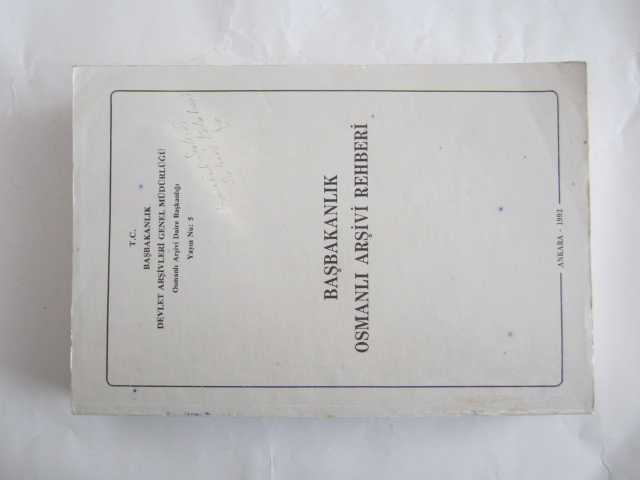 T.C.
BAŞBAKANLIK
DEVLET ARŞİVLERİ GENEL MÜDÜRLÜĞÜ
Osmanlı Arşivi Daire Başkanlığı
Yayın Nu: 5
BAŞBAKANLIK
OSMANLI ARŞİVİ REHBERİ
ANKARA - 1992